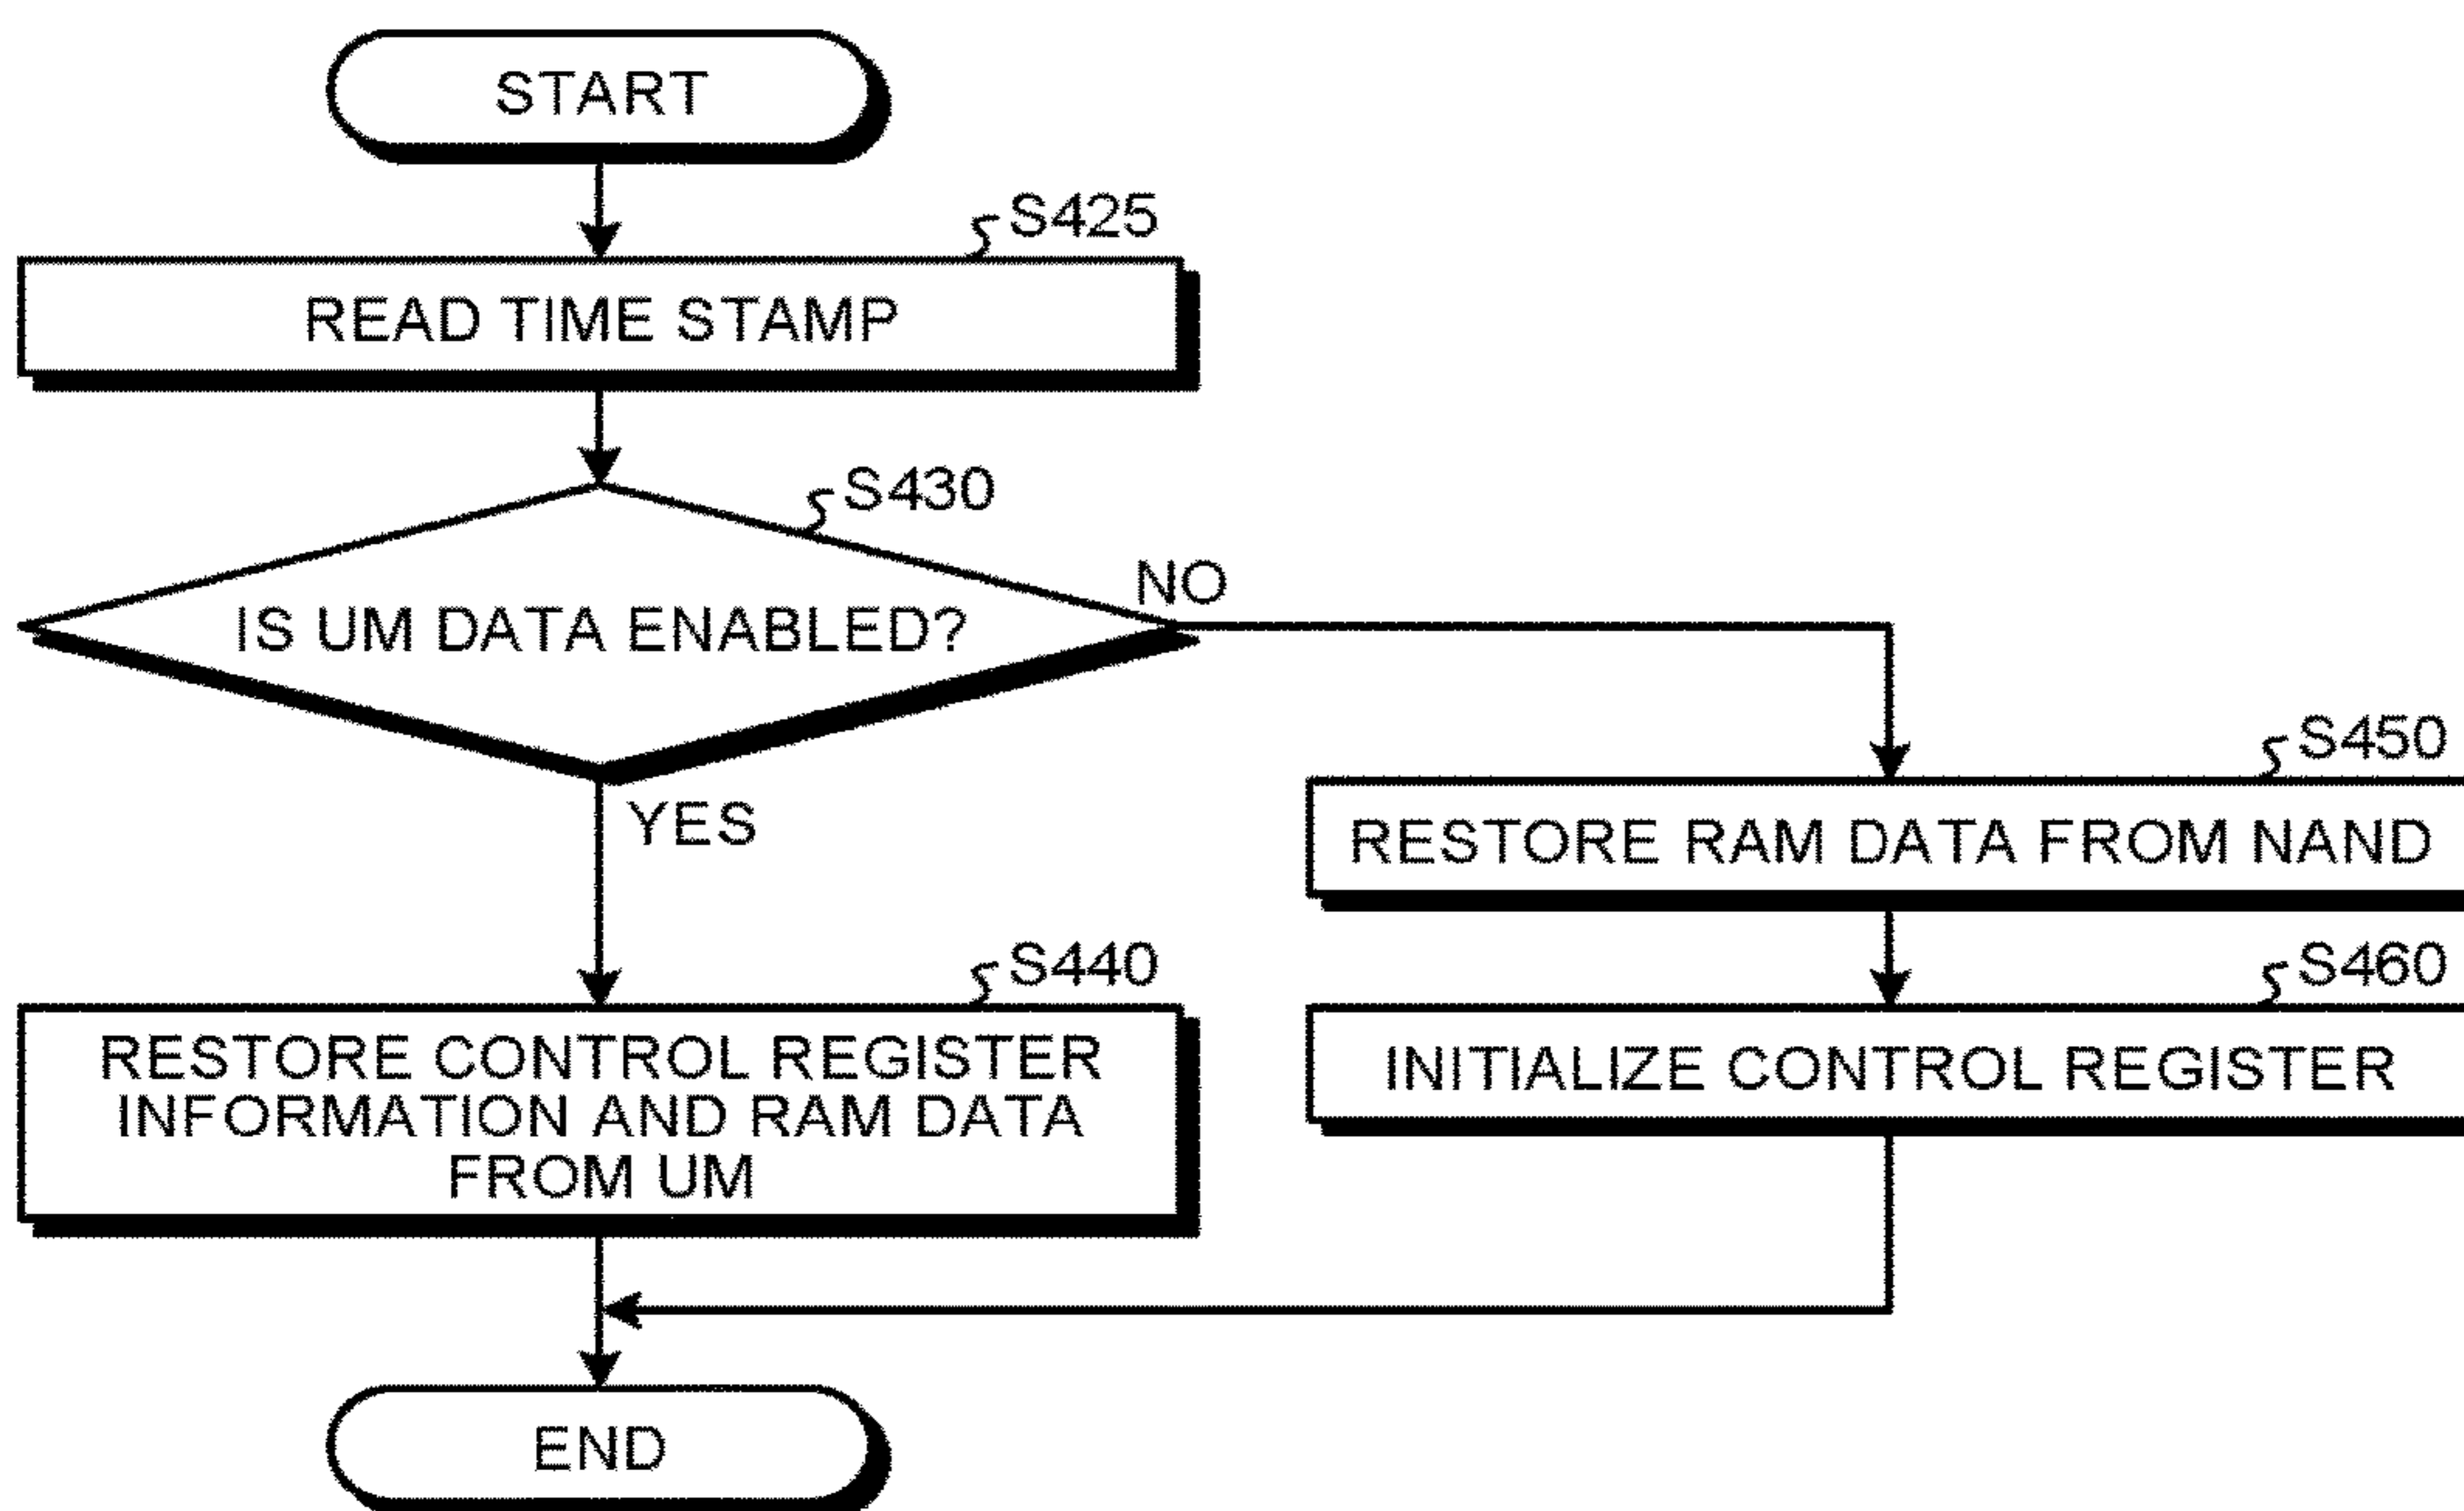 START
S425
READ TIME STAMP
S430
IS UM DATA ENABLED?
NO
YES
S450
RESTORE RAM DATA FROM NAND
S440
RESTORE CONTROL REGISTER
INFORMATION AND RAM DATA
FROM UM
S460
INITIALIZE CONTROL REGISTER
END